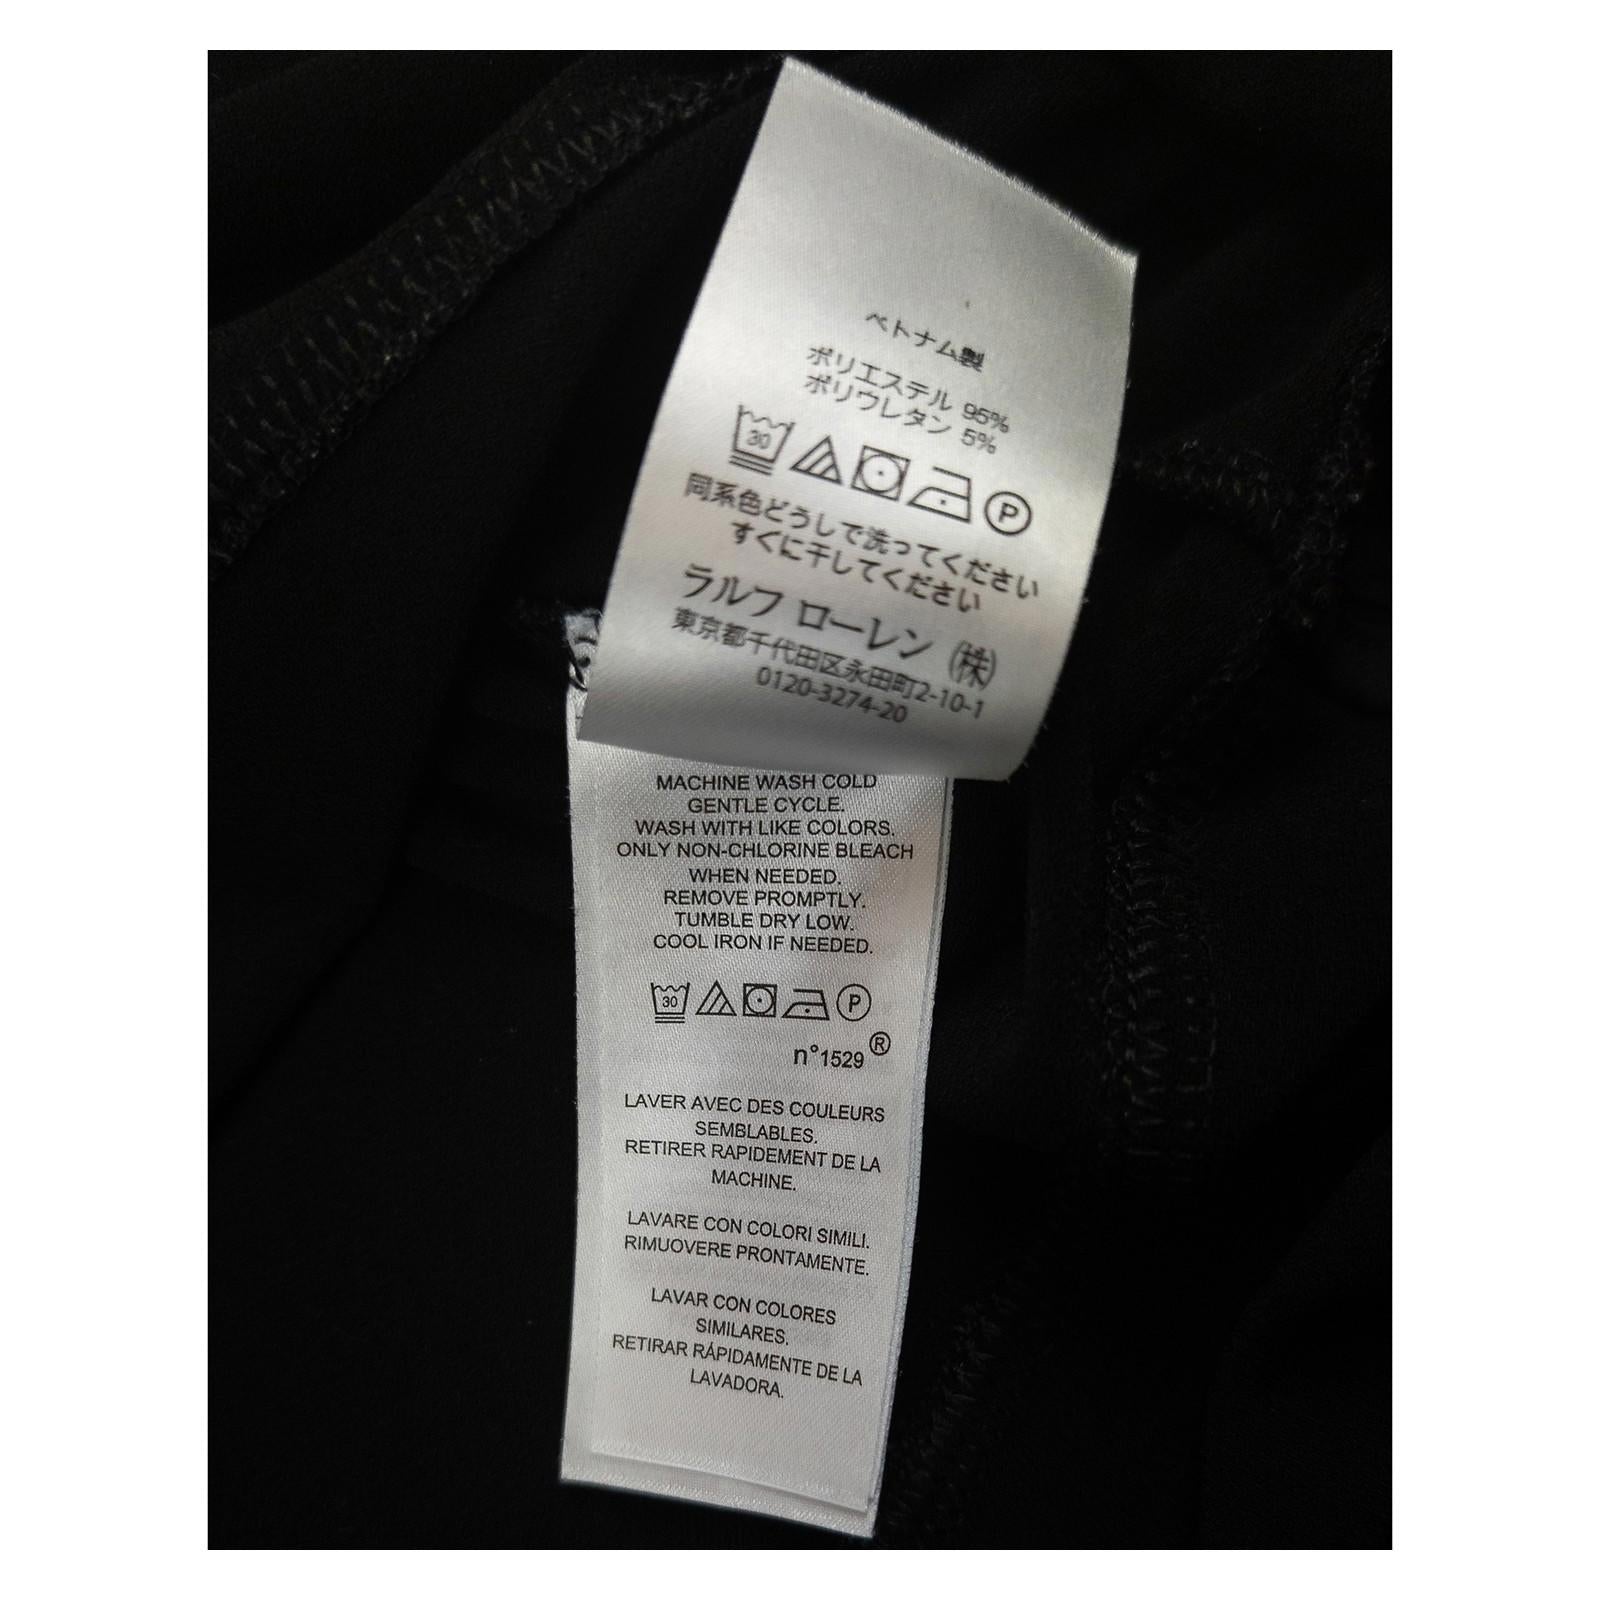 ベトナム製
ポリエステル 95%
ポリウレタン 5%
30 P
同系色どうしで洗ってください
すぐに干してください
ラルフ ローレン (株)
東京都千代田区永田町2-10-1
0120-3274-20
MACHINE WASH COLD
GENTLE CYCLE.
WASH WITH LIKE COLORS.
ONLY NON-CHLORINE BLEACH
WHEN NEEDED.
REMOVE PROMPTLY.
TUMBLE DRY LOW.
COOL IRON IF NEEDED.
30 P
n°1529 ®
LAVER AVEC DES COULEURS
SEMBLABLES.
RETIRER RAPIDEMENT DE LA
MACHINE.
LAVARE CON COLORI SIMILI.
RIMUOVERE PRONTAMENTE.
LAVAR CON COLORES
SIMILARES.
RETIRAR RÁPIDAMENTE DE LA
LAVADORA.